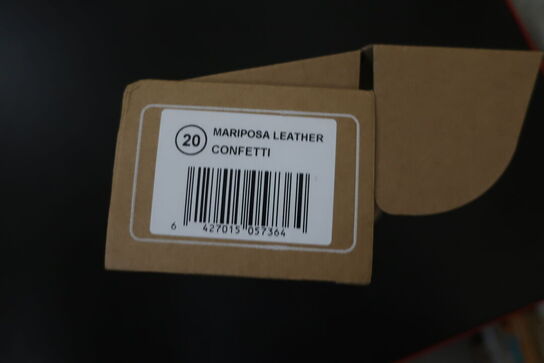 20 MARIPOSA LEATHER
CONFETTI
6 427015 057364